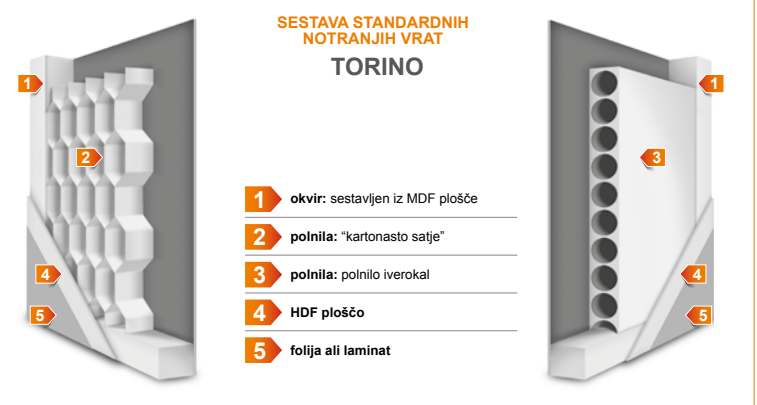 SESTAVA STANDARDNIH
NOTRANJIH VRAT
TORINO
1
2
4
5
1 okvir: sestavljen iz MDF plošče
2 polnila: “kartonasto satje”
3 polnila: polnilo iverokal
4 HDF ploščo
5 folija ali laminat
1
3
4
5